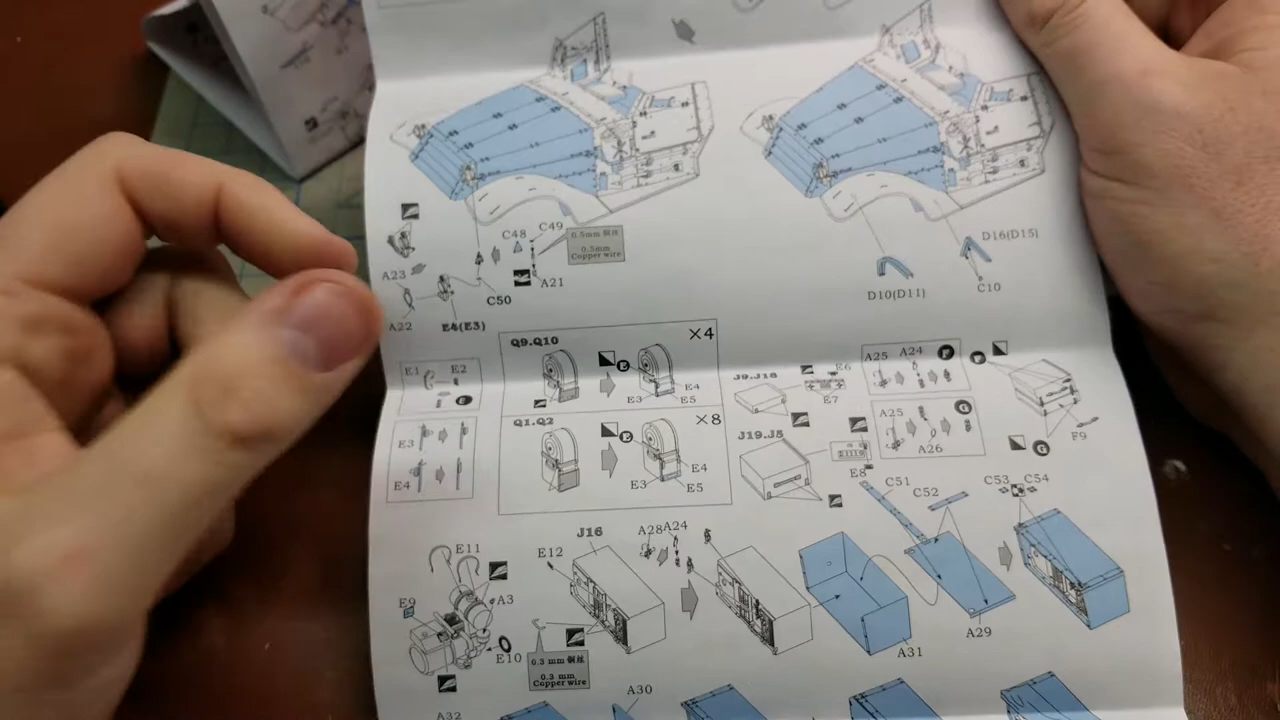 C49
C48
0.5mm 铜丝
0.5mm
Copper wire
A21
C50
A23
A22
E4(E3)
D16(D15)
D10(D11)
C10
Q9.Q10
×4
E
E4
E3
E5
Q1.Q2
×8
E
E4
E3
E5
E1
E2
E3
E4
J9.J18
E6
E7
J19.J5
E8
A25
A24
F
A25
G
A26
F9
G
C51
C52
C53
C54
A29
A31
J16
A28
A24
E12
E11
E9
A3
E10
0.3 mm 铜丝
0.3 mm
Copper wire
A30
A32